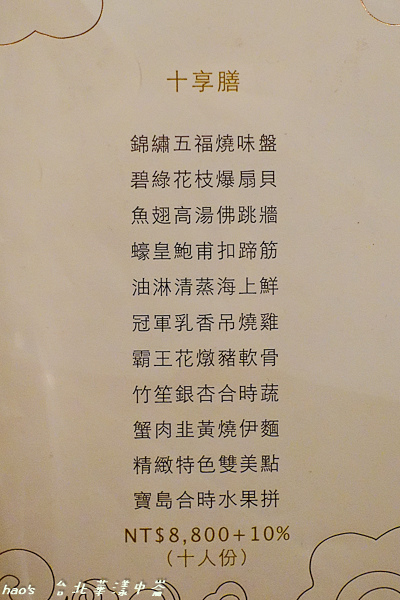 十享膳
錦繡五福燒味盤
碧綠花枝爆扇貝
魚翅高湯佛跳牆
蠔皇鮑甫扣蹄筋
油淋清蒸海上鮮
冠軍乳香吊燒雞
霸王花燉豬軟骨
竹笙銀杏合時蔬
蟹肉韭黃燒伊麵
精緻特色雙美點
寶島合時水果拼
NT$8,800+10%
(十人份)
hao's 台北華漾中崙